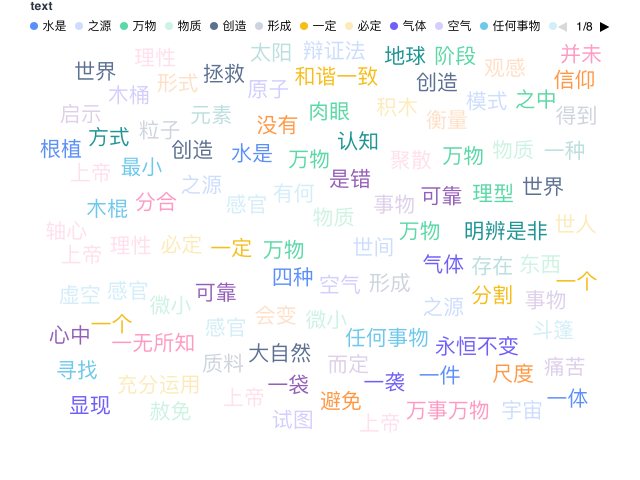 text
水是 之源 万物 物质 创造 形成 一定 必定 气体 空气 任何事物 1/8
理性 太阳 辩证法 地球 阶段 并未
世界 形式 拯救 原子 和谐一致 创造 观感 信仰
木桶 元素 肉眼 积木 模式 之中
启示 粒子 没有 衡量 得到
根植 方式 创造 水是 万物 认知 聚散 万物 物质 一种
上帝 最小 之源 是错 可靠 理型 世界
木棍 分合 感官 有何 物质 事物 万物 明辨是非 世人
轴心 上帝 理性 必定 一定 万物 世间 气体 存在 东西
虚空 感官 微小 可靠 四种 空气 形成 之源 分割 事物 一个
心中 一个 一无所知 感官 会变 微小 任何事物 永恒不变 斗篷
寻找 质料 大自然 而定 一件 尺度 痛苦
充分运用 一袋 一袭
显现 赦免 上帝 试图 避免 上帝 万事万物 宇宙 一体